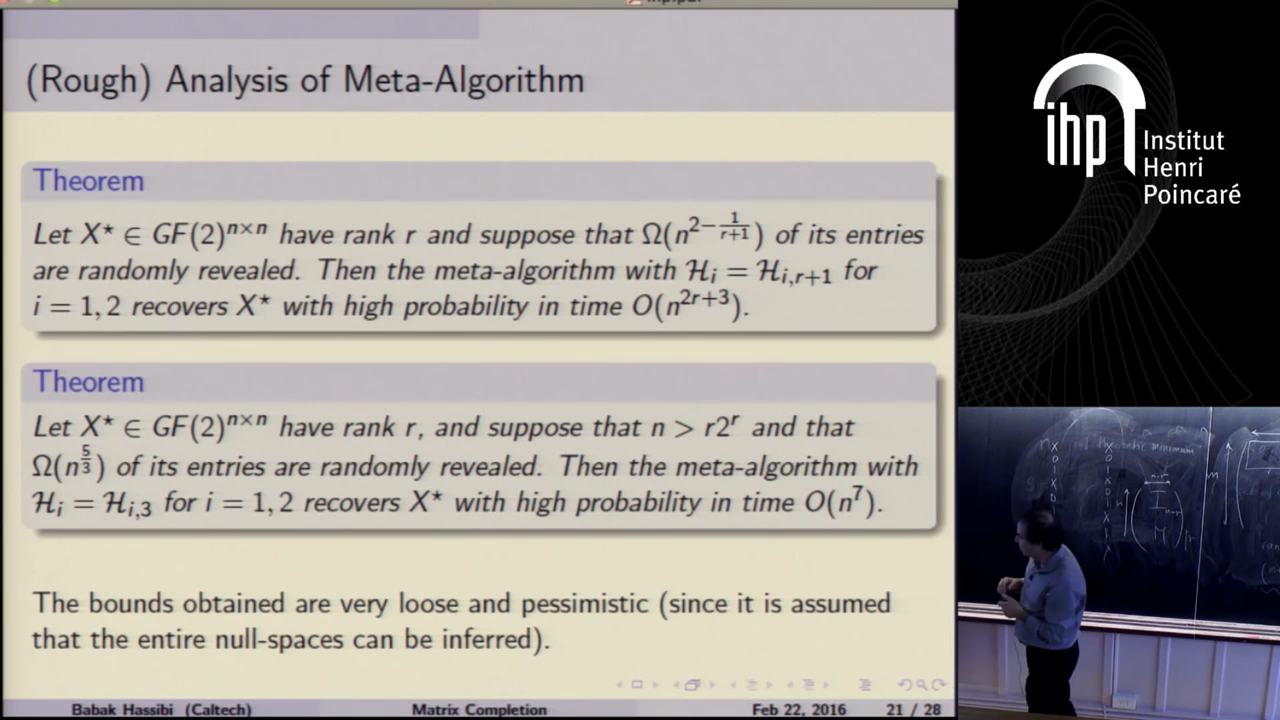 (Rough) Analysis of Meta-Algorithm
Theorem
Let X⋆ ∈ GF(2)^{n×n} have rank r and suppose that Ω(n^{2−\frac{1}{r+1}}) of its entries
are randomly revealed. Then the meta-algorithm with ℋ_i = ℋ_{i,r+1} for
i = 1, 2 recovers X⋆ with high probability in time O(n^{2r+3}).
Theorem
Let X⋆ ∈ GF(2)^{n×n} have rank r, and suppose that n > r2^r and that
Ω(n^{\frac{5}{3}}) of its entries are randomly revealed. Then the meta-algorithm with
ℋ_i = ℋ_{i,3} for i = 1, 2 recovers X⋆ with high probability in time O(n^7).
The bounds obtained are very loose and pessimistic (since it is assumed
that the entire null-spaces can be inferred).
Babak Hassibi (Caltech) Matrix Completion Feb 22, 2016 21 / 28
ihp
Institut
Henri
Poincaré